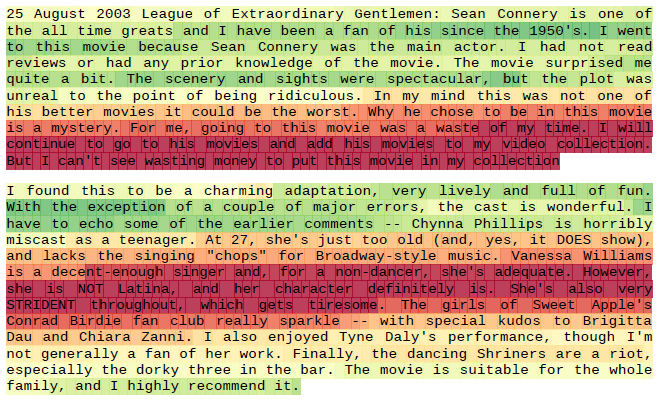 25 August 2003 League of Extraordinary Gentlemen: Sean Connery is one of
the all time greats and I have been a fan of his since the 1950's. I went
to this movie because Sean Connery was the main actor. I had not read
reviews or had any prior knowledge of the movie. The movie surprised me
quite a bit. The scenery and sights were spectacular, but the plot was
unreal to the point of being ridiculous. In my mind this was not one of
his better movies it could be the worst. Why he chose to be in this movie
is a mystery. For me, going to this movie was a waste of my time. I will
continue to go to his movies and add his movies to my video collection.
But I can't see wasting money to put this movie in my collection
I found this to be a charming adaptation, very lively and full of fun.
With the exception of a couple of major errors, the cast is wonderful. I
have to echo some of the earlier comments -- Chynna Phillips is horribly
miscast as a teenager. At 27, she's just too old (and, yes, it DOES show),
and lacks the singing "chops" for Broadway-style music. Vanessa Williams
is a decent-enough singer and, for a non-dancer, she's adequate. However,
she is NOT Latina, and her character definitely is. She's also very
STRIDENT throughout, which gets tiresome. The girls of Sweet Apple's
Conrad Birdie fan club really sparkle -- with special kudos to Brigitta
Dau and Chiara Zanni. I also enjoyed Tyne Daly's performance, though I'm
not generally a fan of her work. Finally, the dancing Shriners are a riot,
especially the dorky three in the bar. The movie is suitable for the whole
family, and I highly recommend it.